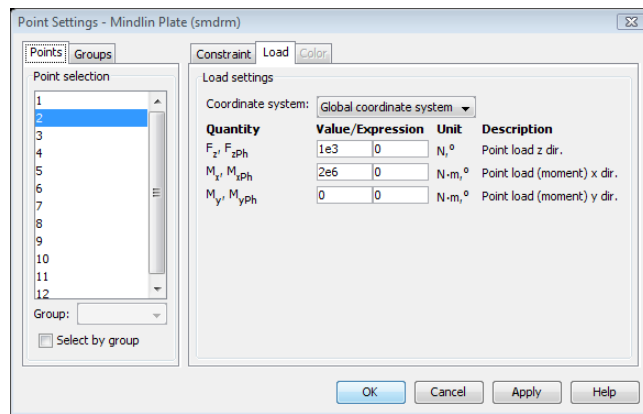 Point Settings - Mindlin Plate (smdrm)
Points Groups
Point selection
1
2
3
4
5
6
7
8
9
10
11
12
Group:
Select by group
Constraint Load Color
Load settings
Coordinate system: Global coordinate system
Quantity Value/Expression Unit Description
Fz, FzPh 1e3 0 N,° Point load z dir.
Mx, MxPh 2e6 0 N·m,° Point load (moment) x dir.
My, MyPh 0 0 N·m,° Point load (moment) y dir.
OK Cancel Apply Help